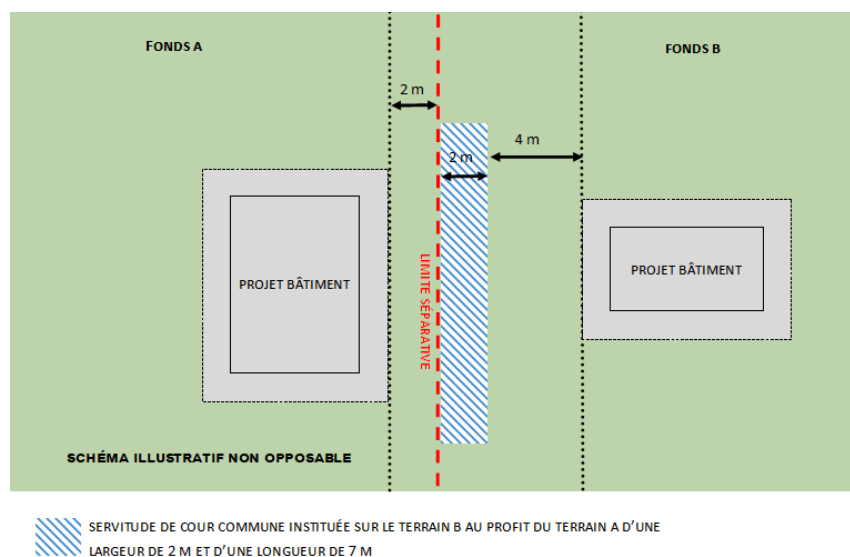 FONDS A
FONDS B
2 m
4 m
2 m
PROJET BÂTIMENT
PROJET BÂTIMENT
LIMITE SÉPARATIVE
SCHÉMA ILLUSTRATIF NON OPPOSABLE
SERVITUDE DE COUR COMMUNE INSTITUÉE SUR LE TERRAIN B AU PROFIT DU TERRAIN A D'UNE
LARGEUR DE 2 M ET D'UNE LONGUEUR DE 7 M